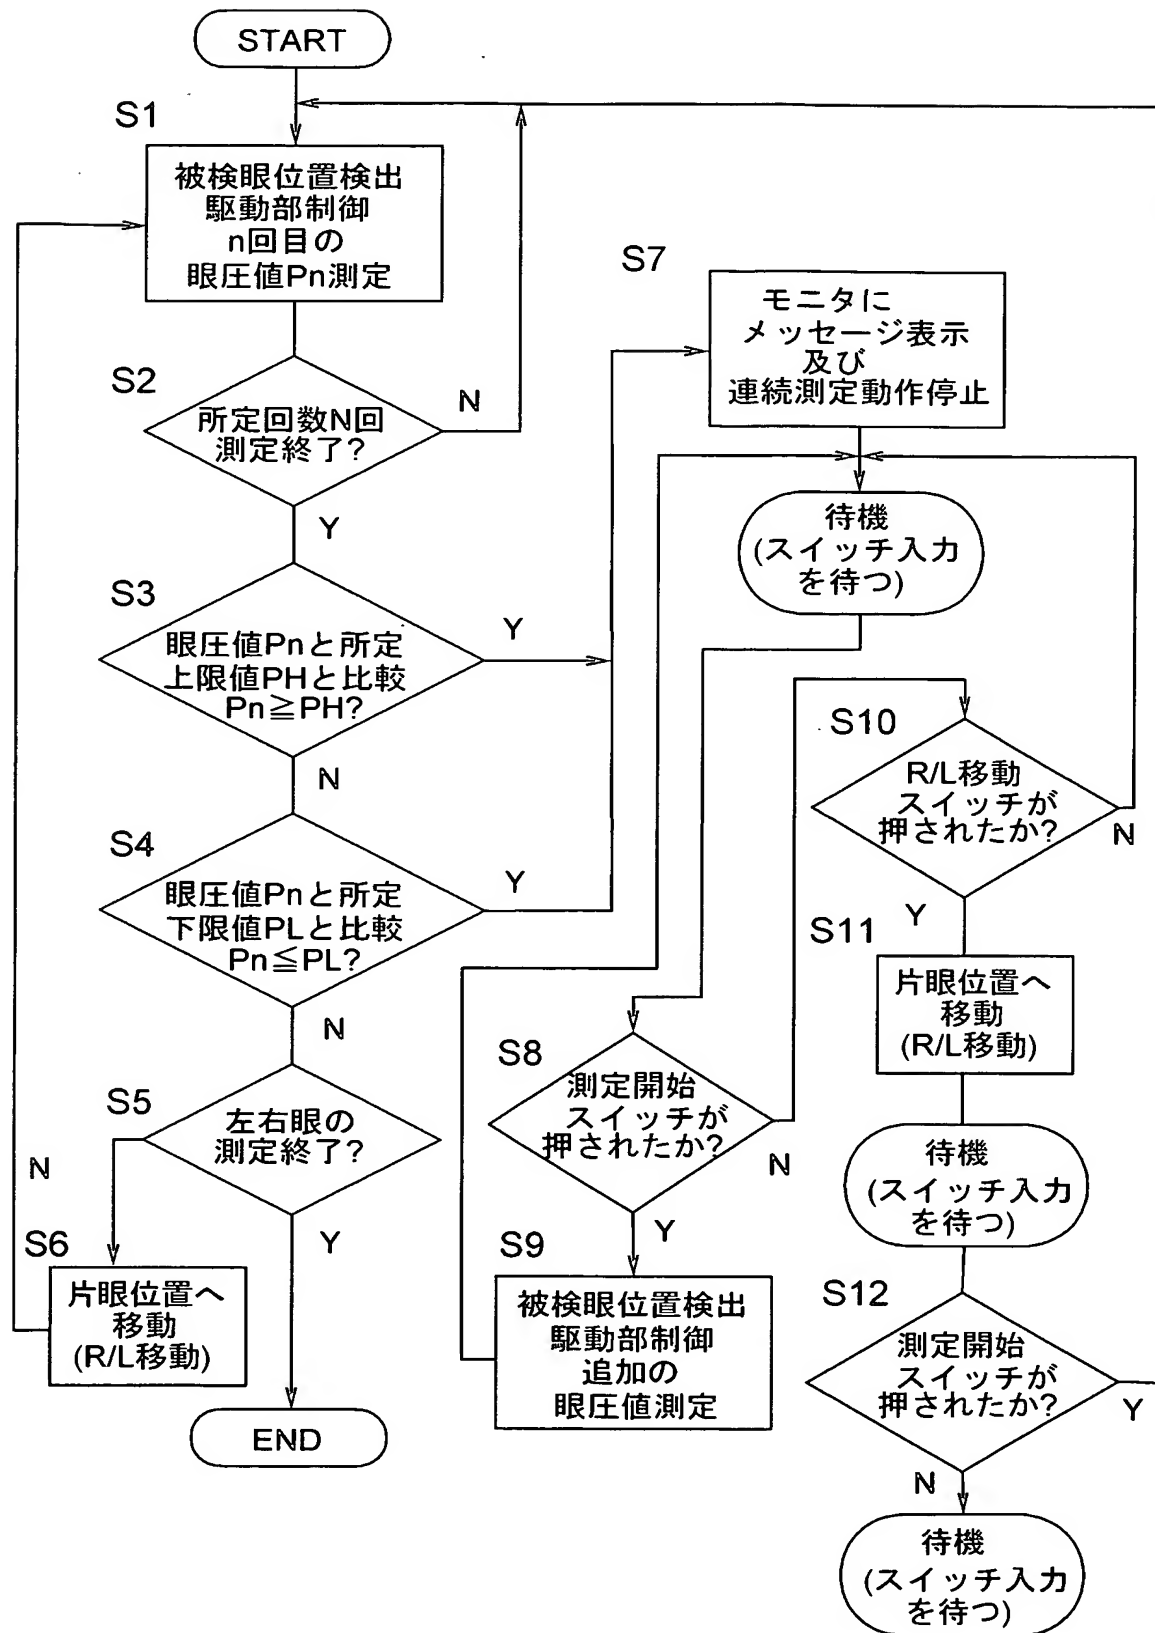 START
S1
被検眼位置検出
駆動部制御
n回目の
眼圧値Pn測定
S2
所定回数N回
測定終了?
N
Y
S3
眼圧値Pnと所定
上限値PHと比較
Pn≧PH?
Y
N
S4
眼圧値Pnと所定
下限値PLと比較
Pn≦PL?
Y
N
S5
左右眼の
測定終了?
N
Y
S6
片眼位置へ
移動
(R/L移動)
END
S7
モニタに
メッセージ表示
及び
連続測定動作停止
待機
(スイッチ入力
を待つ)
S8
測定開始
スイッチが
押されたか?
N
Y
S9
被検眼位置検出
駆動部制御
追加の
眼圧値測定
S10
R/L移動
スイッチが
押されたか?
N
Y
S11
片眼位置へ
移動
(R/L移動)
待機
(スイッチ入力
を待つ)
S12
測定開始
スイッチが
押されたか?
Y
N
待機
(スイッチ入力
を待つ)